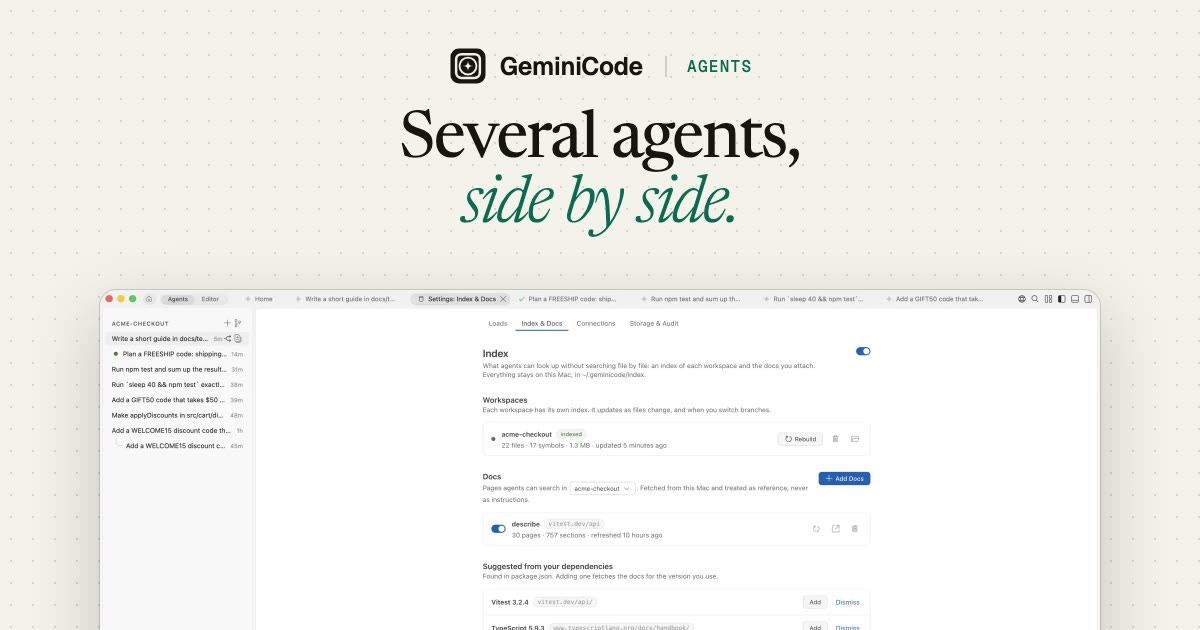 GeminiCode | AGENTS
Several agents,
side by side.
Agents Editor Home Write a short guide in docs/t... Settings: Index & Docs Plan a FREESHIP code: ship... Run npm test and sum up th... Run `sleep 40 && npm test`... Add a GIFT50 code that tak...
ACME-CHECKOUT
Write a short guide in docs/te... 5m
Plan a FREESHIP code: shipping... 14m
Run npm test and sum up the result... 31m
Run `sleep 40 && npm test` exactl... 38m
Add a GIFT50 code that takes $50 ... 39m
Make applyDiscounts in src/cart/di... 48m
Add a WELCOME15 discount code th... 1h
Add a WELCOME15 discount c... 45m
Loads Index & Docs Connections Storage & Audit
Index
What agents can look up without searching file by file: an index of each workspace and the docs you attach.
Everything stays on this Mac, in ~/.geminicode/index.
Workspaces
Each workspace has its own index. It updates as files change, and when you switch branches.
acme-checkout Indexed
22 files · 17 symbols · 1.3 MB · updated 5 minutes ago
Rebuild
Docs
Pages agents can search in acme-checkout . Fetched from this Mac and treated as reference, never
as instructions.
Add Docs
describe vitest.dev/api
30 pages · 757 sections · refreshed 10 hours ago
Suggested from your dependencies
Found in package.json. Adding one fetches the docs for the version you use.
Vitest 3.2.4 vitest.dev/api/ Add Dismiss
TypeScript 5.9.3 www.typescriptlang.org/docs/handbook/ Add Dismiss